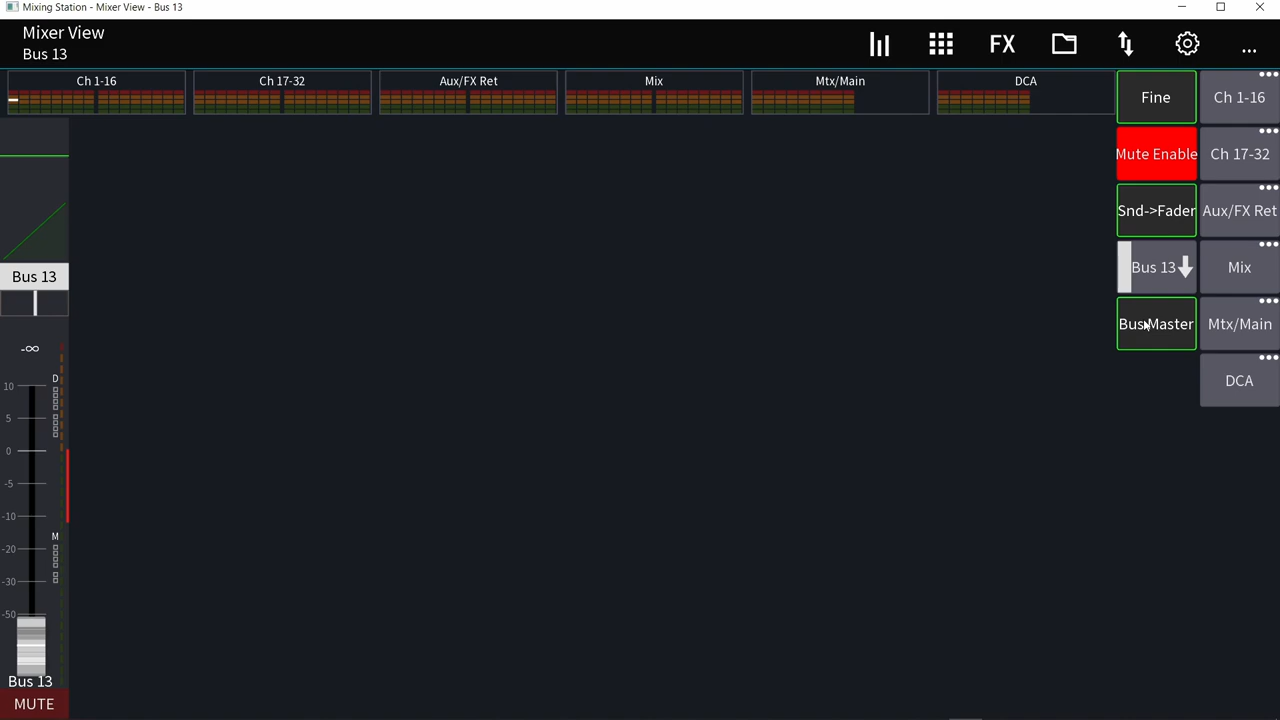 Mixing Station - Mixer View - Bus 13
Mixer View
Bus 13
FX
...
Ch 1-16
Ch 17-32
Aux/FX Ret
Mix
Mtx/Main
DCA
Fine
Ch 1-16
Mute Enable
Ch 17-32
Snd->Fader
Aux/FX Ret
Bus 13
Mix
Bus Master
Mtx/Main
DCA
Bus 13
-∞
D
10
5
0
-5
-10
M
-20
-30
-50
Bus 13
MUTE